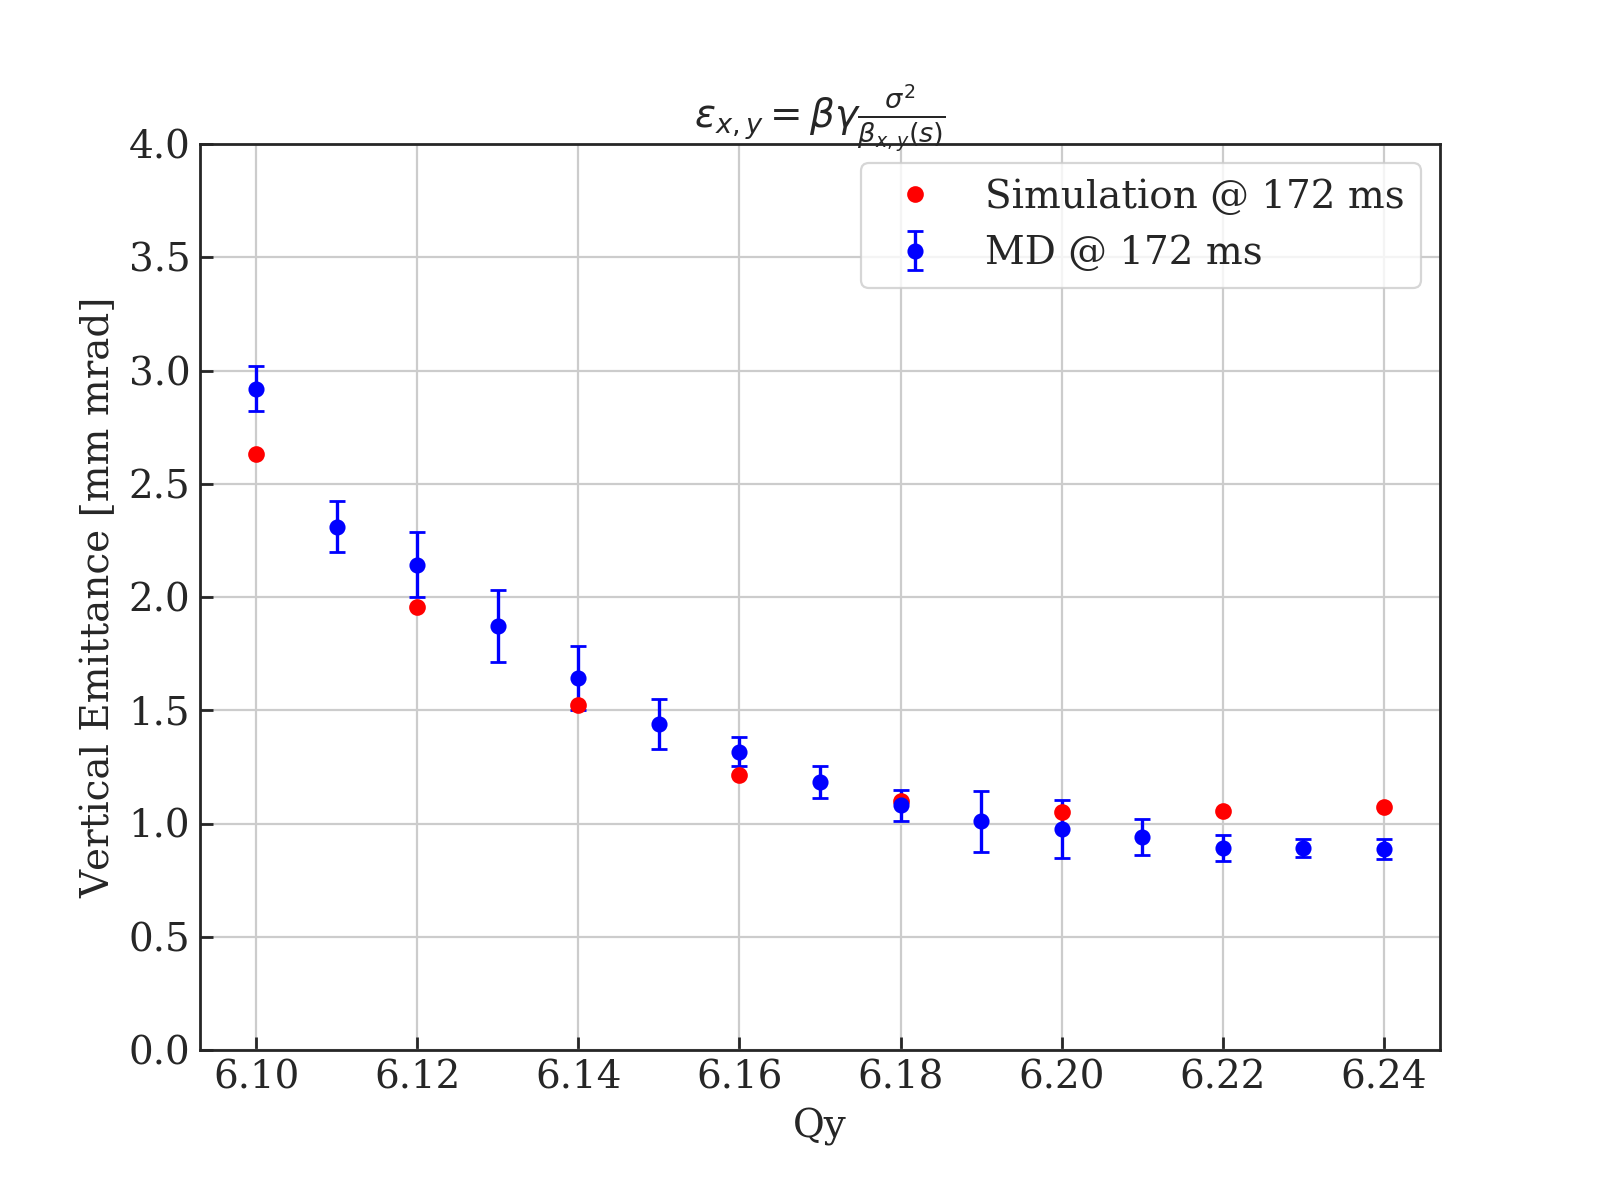 εx,y = βγ σ²/βx,y(s)
4.0
3.5
3.0
2.5
2.0
1.5
1.0
0.5
0.0
Vertical Emittance [mm mrad]
Simulation @ 172 ms
MD @ 172 ms
6.10 6.12 6.14 6.16 6.18 6.20 6.22 6.24
Qy